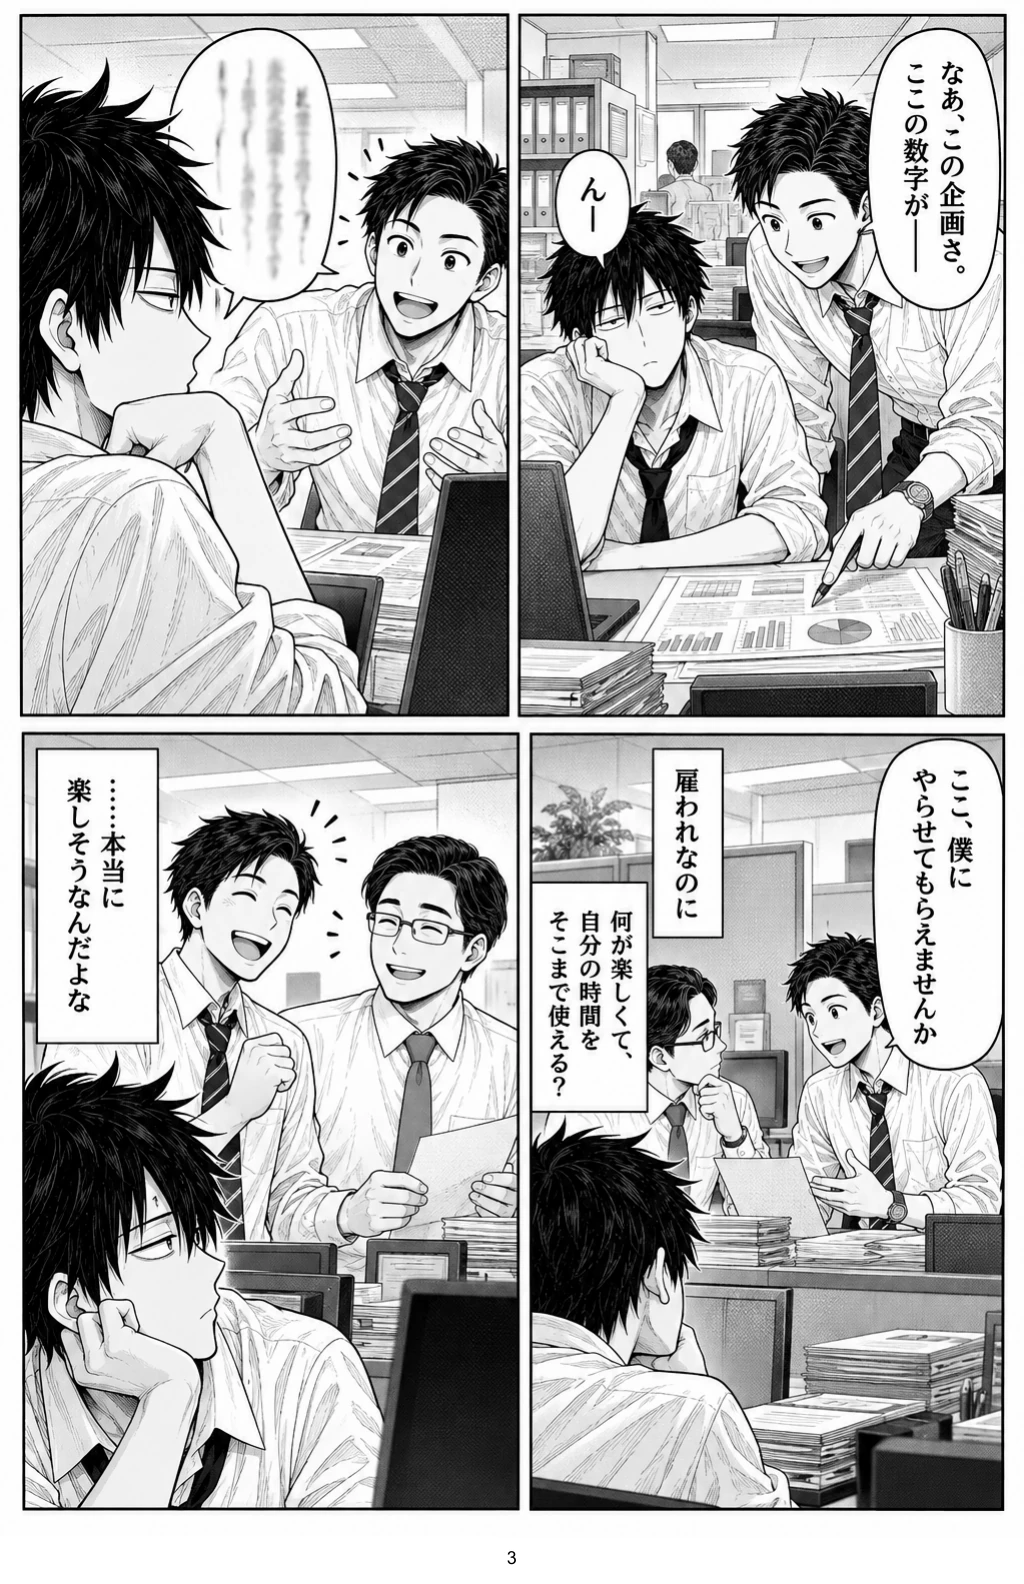 なあ、この企画さ。
ここの数字が──
んー
ここ、僕に
やらせてもらえませんか
雇われなのに
何が楽しくて、
自分の時間を
そこまで使える?
……本当に
楽しそうなんだよな
3